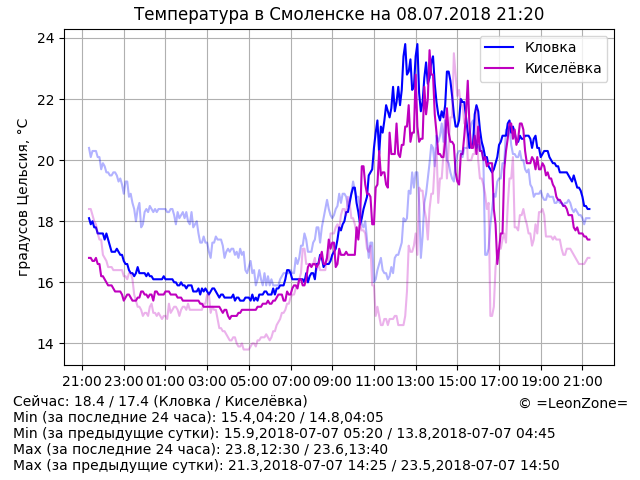 Температура в Смоленске на 08.07.2018 21:20
24
22
20
18
16
14
градусов Цельсия, °C
Кловка
Киселёвка
21:00 23:00 01:00 03:00 05:00 07:00 09:00 11:00 13:00 15:00 17:00 19:00 21:00
Сейчас: 18.4 / 17.4 (Кловка / Киселёвка)
© =LeonZone=
Min (за последние 24 часа): 15.4,04:20 / 14.8,04:05
Min (за предыдущие сутки): 15.9,2018-07-07 05:20 / 13.8,2018-07-07 04:45
Max (за последние 24 часа): 23.8,12:30 / 23.6,13:40
Max (за предыдущие сутки): 21.3,2018-07-07 14:25 / 23.5,2018-07-07 14:50